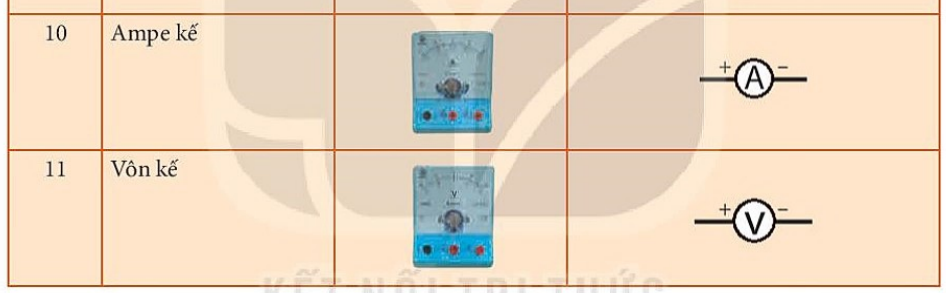 10 Ampe kế
A
+ A −
11 Vôn kế
V
+ V −
KẾT NỐI TRI THỨC